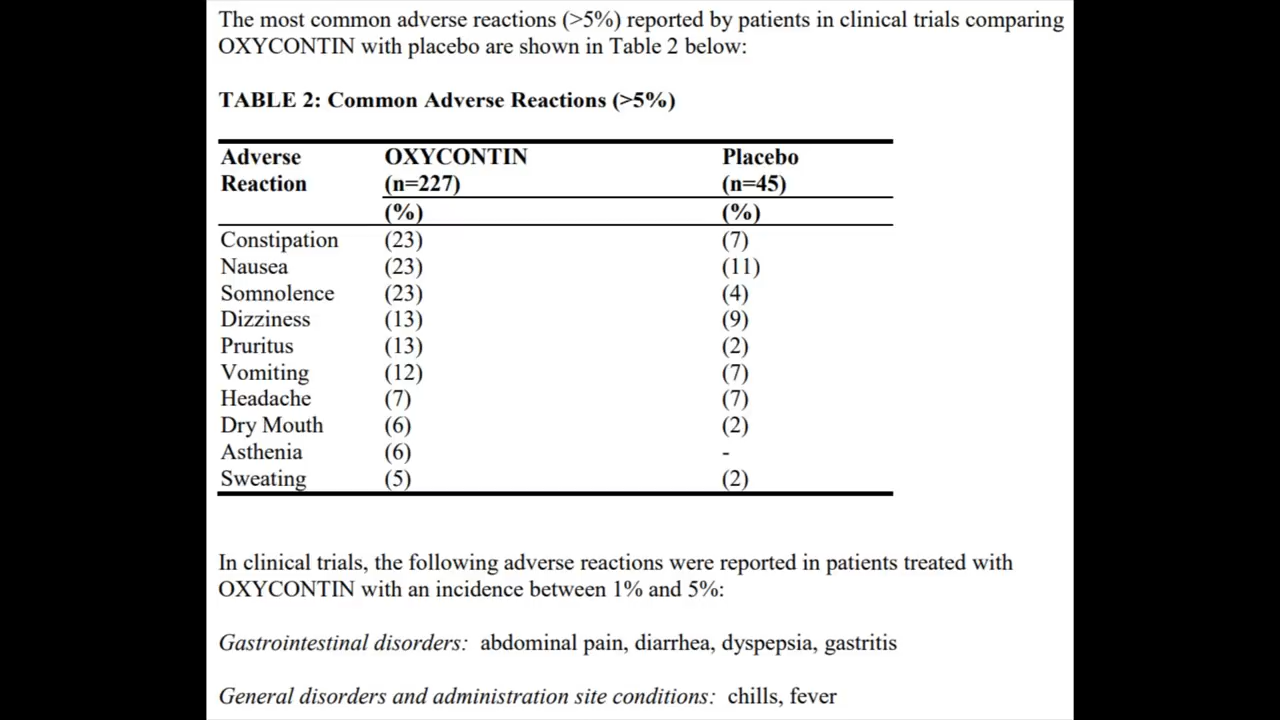 The most common adverse reactions (>5%) reported by patients in clinical trials comparing
OXYCONTIN with placebo are shown in Table 2 below:
TABLE 2: Common Adverse Reactions (>5%)
Adverse OXYCONTIN Placebo
Reaction (n=227) (n=45)
(%) (%)
Constipation (23) (7)
Nausea (23) (11)
Somnolence (23) (4)
Dizziness (13) (9)
Pruritus (13) (2)
Vomiting (12) (7)
Headache (7) (7)
Dry Mouth (6) (2)
Asthenia (6) -
Sweating (5) (2)
In clinical trials, the following adverse reactions were reported in patients treated with
OXYCONTIN with an incidence between 1% and 5%:
Gastrointestinal disorders: abdominal pain, diarrhea, dyspepsia, gastritis
General disorders and administration site conditions: chills, fever